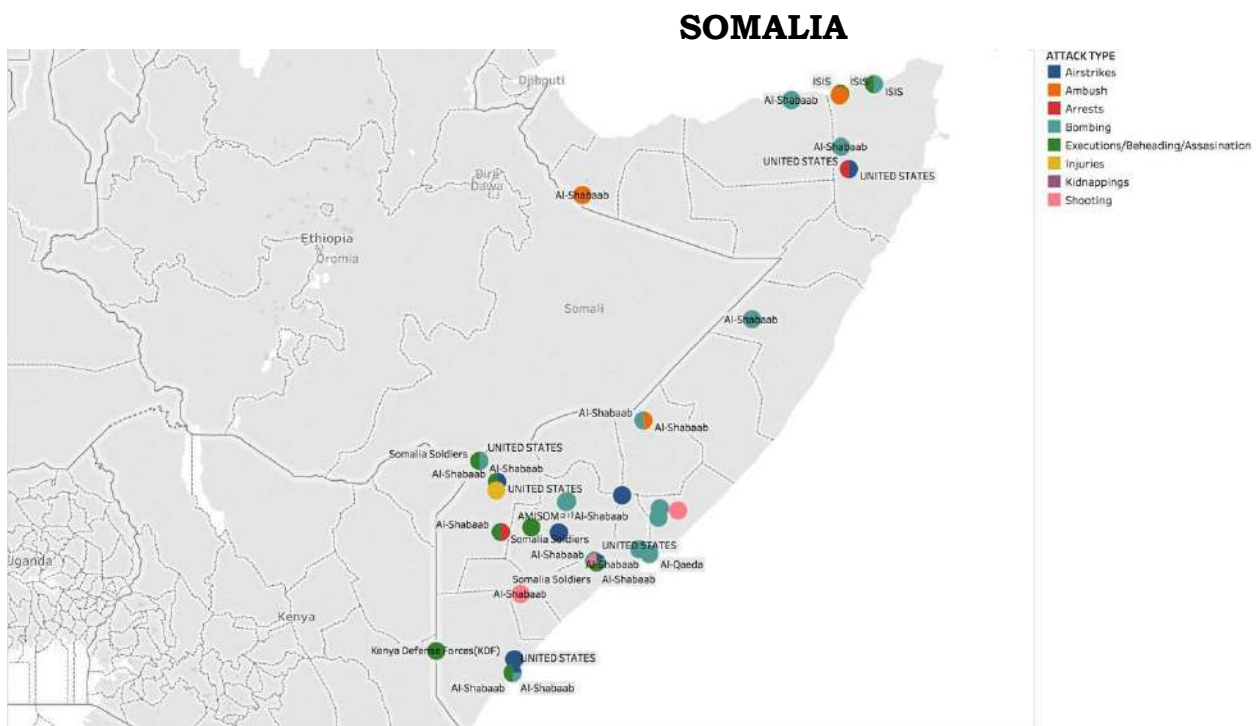 SOMALIA
ATTACK TYPE
Airstrikes
Ambush
Arrests
Bombing
Executions/Beheading/Assasination
Injuries
Kidnappings
Shooting
Djibouti
ISIS
ISIS
ISIS
Al-Shabaab
Al-Shabaab
UNITED STATES
UNITED STATES
Dire
Dawa
Al-Shabaab
Ethiopia
Oromia
Somali
Al-Shabaab
Al-Shabaab
Al-Shabaab
UNITED STATES
Somalia Soldiers
Al-Shabaab
Al-Shabaab
UNITED STATES
Al-Shabaab
Al-Shabaab
Somalia Soldiers
Al-Shabaab
UNITED STATES
Al-Shabaab
Al-Qaeda
Somalia Soldiers
Al-Shabaab
Al-Shabaab
Uganda
Kenya
Kenya Defense Forces(KDF)
UNITED STATES
Al-Shabaab
Al-Shabaab